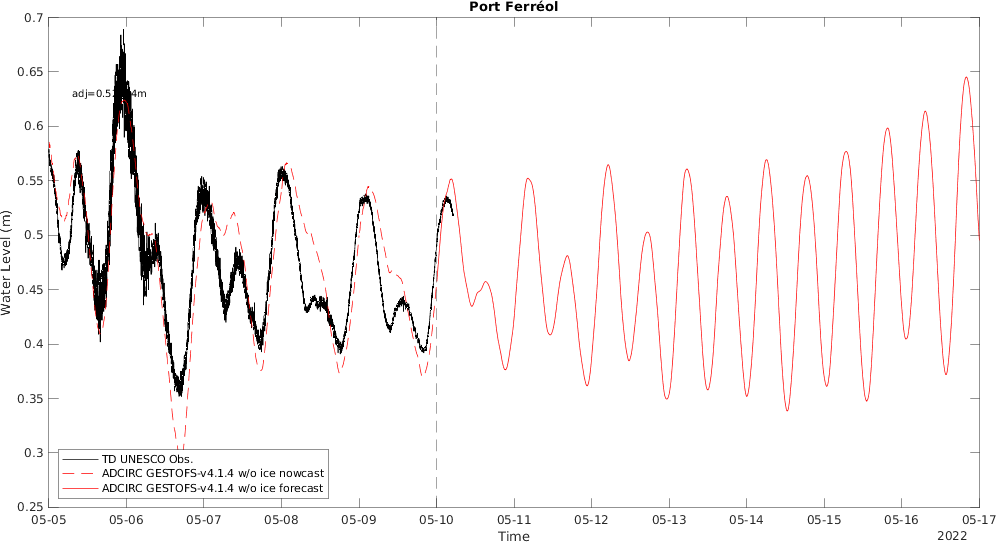 Port Ferréol
0.7
0.65
0.6
0.55
0.5
0.45
0.4
0.35
0.3
0.25
Water Level (m)
TD UNESCO Obs.
ADCIRC GESTOFS-v4.1.4 w/o ice nowcast
ADCIRC GESTOFS-v4.1.4 w/o ice forecast
05-05 05-06 05-07 05-08 05-09 05-10 05-11 05-12 05-13 05-14 05-15 05-16 05-17
Time
2022